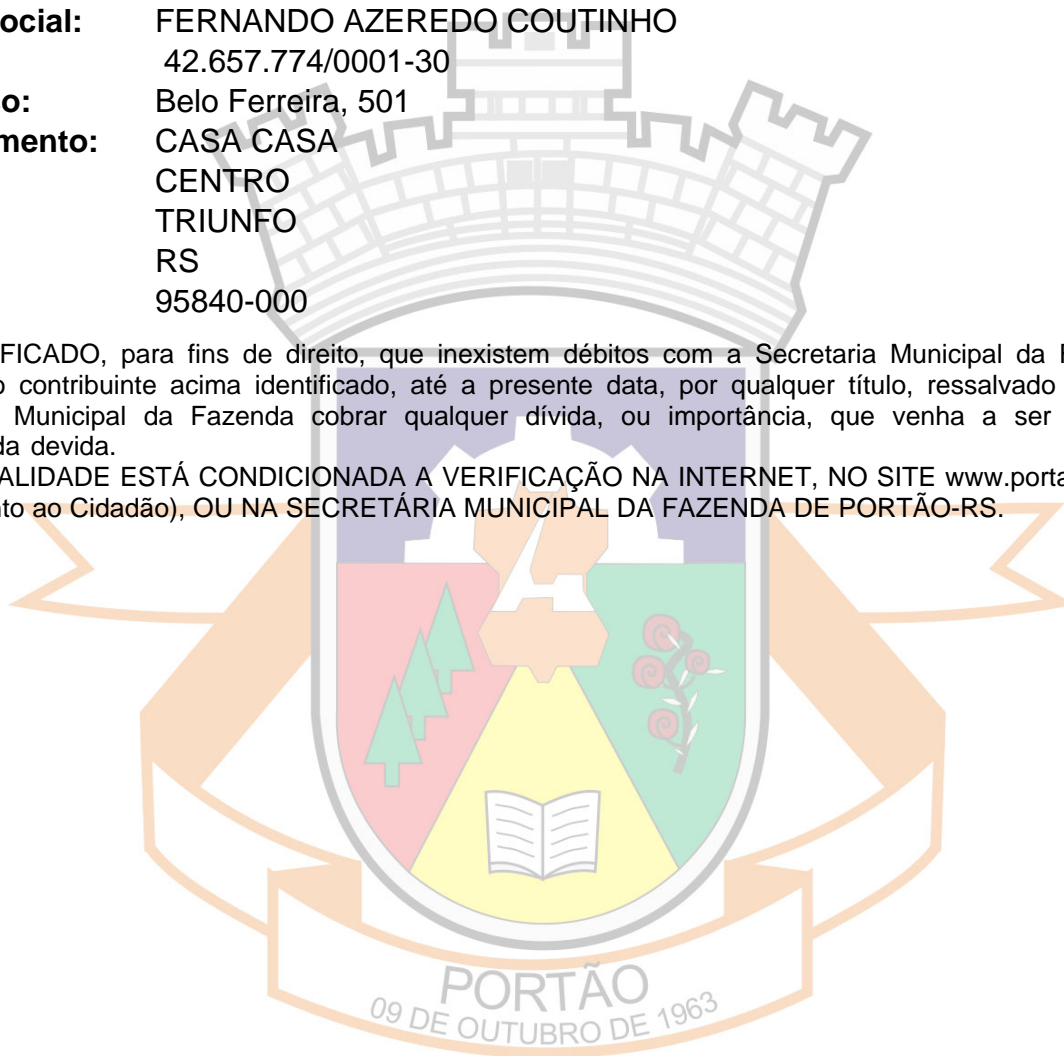 ocial: FERNANDO AZEREDO COUTINHO
42.657.774/0001-30
o: Belo Ferreira, 501
mento: CASA CASA
CENTRO
TRIUNFO
RS
95840-000
FICADO, para fins de direito, que inexistem débitos com a Secretaria Municipal da F
o contribuinte acima identificado, até a presente data, por qualquer título, ressalvado
Municipal da Fazenda cobrar qualquer dívida, ou importância, que venha a ser
da devida.
ALIDADE ESTÁ CONDICIONADA A VERIFICAÇÃO NA INTERNET, NO SITE www.porta
nto ao Cidadão), OU NA SECRETÁRIA MUNICIPAL DA FAZENDA DE PORTÃO-RS.
PORTÃO
09 DE OUTUBRO DE 1963